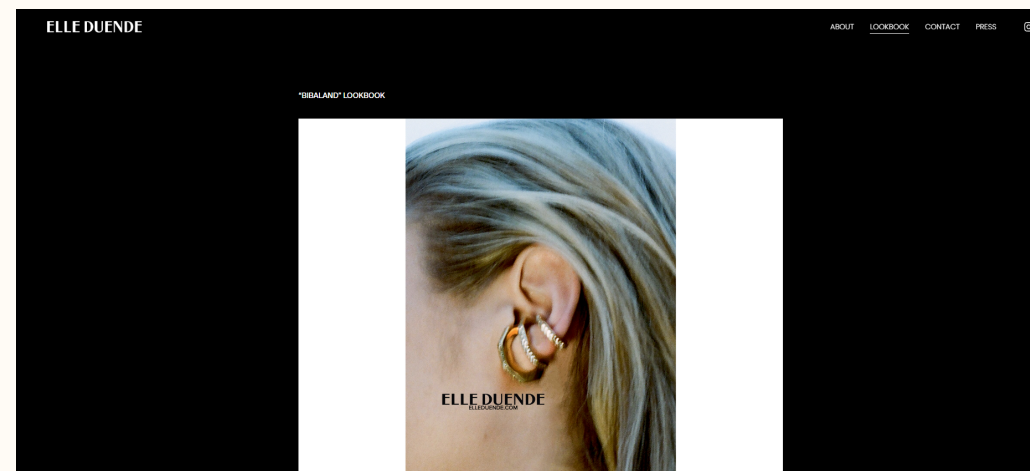 ELLE DUENDE
ABOUT LOOKBOOK CONTACT PRESS
"BIBALAND" LOOKBOOK
ELLE DUENDE
ELLEDUENDE.COM